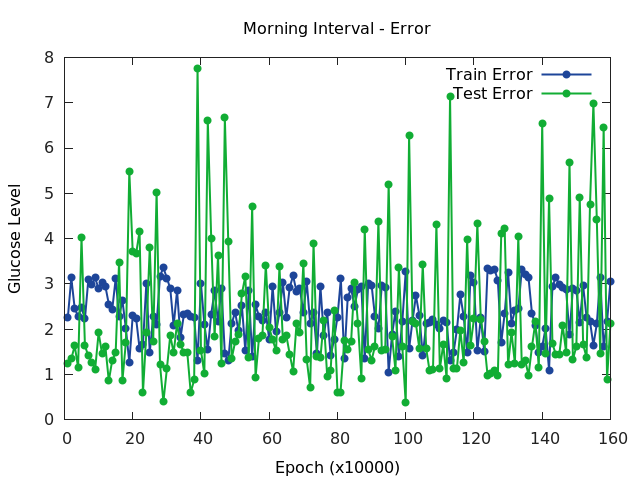 Morning Interval - Error
Train Error
Test Error
Glucose Level
8
7
6
5
4
3
2
1
0
0 20 40 60 80 100 120 140 160
Epoch (x10000)